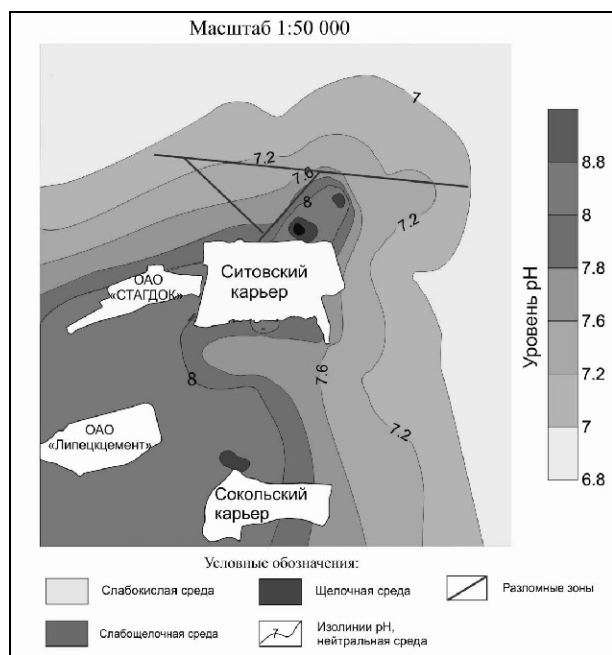 Масштаб 1:50 000
7
7.2
7.6
8
7.2
ОАО
«СТАГДОК»
Ситовский
карьер
8
7.6
7.2
ОАО
«Липецкцемент»
Сокольский
карьер
Уровень pH
8.8
8
7.8
7.6
7.2
7
6.8
Условные обозначения:
Слабокислая среда
Щелочная среда
Разломные зоны
Слабощелочная среда
7
Изолинии pH,
нейтральная среда